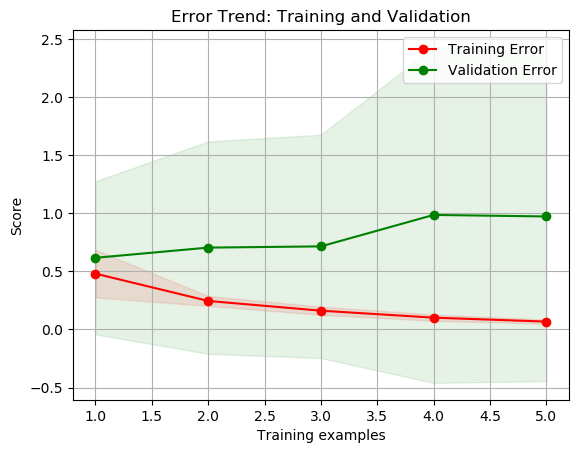 Error Trend: Training and Validation
Training Error
Validation Error
Score
2.5
2.0
1.5
1.0
0.5
0.0
−0.5
1.0 1.5 2.0 2.5 3.0 3.5 4.0 4.5 5.0
Training examples